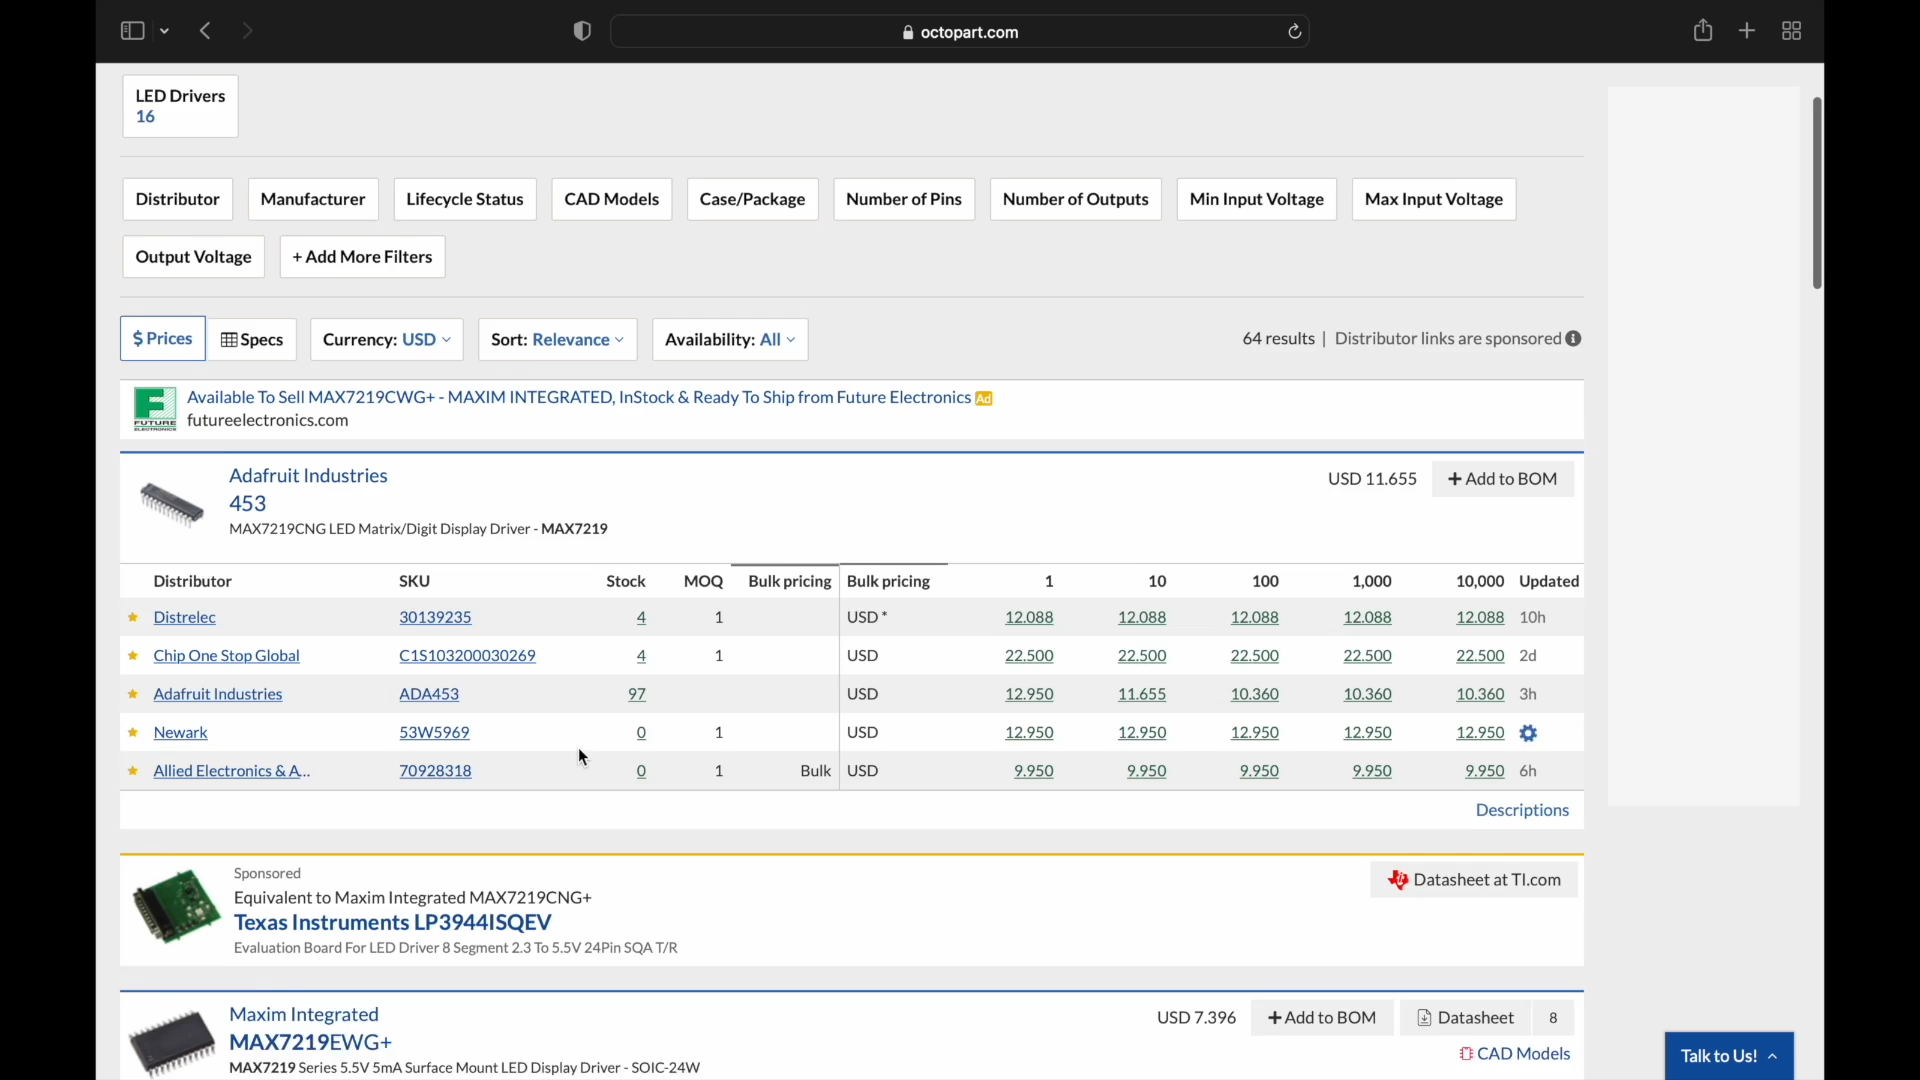 octopart.com
LED Drivers
16
Distributor Manufacturer Lifecycle Status CAD Models Case/Package Number of Pins Number of Outputs Min Input Voltage Max Input Voltage
Output Voltage + Add More Filters
$ Prices Specs Currency: USD Sort: Relevance Availability: All 64 results | Distributor links are sponsored
Available To Sell MAX7219CWG+ - MAXIM INTEGRATED, InStock & Ready To Ship from Future Electronics Ad
futureelectronics.com
F
FUTURE
ELECTRONICS
Adafruit Industries USD 11.655 + Add to BOM
453
MAX7219CNG LED Matrix/Digit Display Driver - MAX7219
Distributor SKU Stock MOQ Bulk pricing Bulk pricing 1 10 100 1,000 10,000 Updated
Distrelec 30139235 4 1 USD * 12.088 12.088 12.088 12.088 12.088 10h
Chip One Stop Global C1S103200030269 4 1 USD 22.500 22.500 22.500 22.500 22.500 2d
Adafruit Industries ADA453 97 USD 12.950 11.655 10.360 10.360 10.360 3h
Newark 53W5969 0 1 USD 12.950 12.950 12.950 12.950 12.950
Allied Electronics & A... 70928318 0 1 Bulk USD 9.950 9.950 9.950 9.950 9.950 6h
Descriptions
Sponsored
Equivalent to Maxim Integrated MAX7219CNG+ Datasheet at TI.com
Texas Instruments LP3944ISQEV
Evaluation Board For LED Driver 8 Segment 2.3 To 5.5V 24Pin SQA T/R
Maxim Integrated USD 7.396 + Add to BOM Datasheet 8
MAX7219EWG+ CAD Models
MAX7219 Series 5.5V 5mA Surface Mount LED Display Driver - SOIC-24W
Talk to Us!